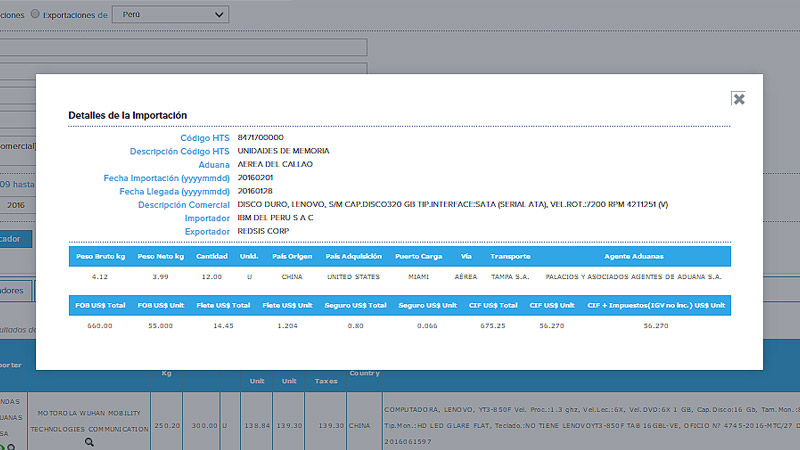 ciones Exportaciones de Perú
Detalles de la Importación
Código HTS 8471700000
Descripción Código HTS UNIDADES DE MEMORIA
Aduana AEREA DEL CALLAO
Fecha Importación (yyyymmdd) 20160201
Fecha Llegada (yyyymmdd) 20160128
Descripción Comercial DISCO DURO, LENOVO, S/M CAP.DISCO320 GB TIP.INTERFACE:SATA (SERIAL ATA), VEL.ROT.:7200 RPM 4211251 (V)
Importador IBM DEL PERU S A C
Exportador REDSIS CORP
Peso Bruto kg Peso Neto kg Cantidad Unid. País Origen País Adquisición Puerto Carga Vía Transporte Agente Aduanas
4.12 3.99 12.00 U CHINA UNITED STATES MIAMI AÉREA TAMPA S.A. PALACIOS Y ASOCIADOS AGENTES DE ADUANA S.A.
FOB US$ Total FOB US$ Unit Flete US$ Total Flete US$ Unit Seguro US$ Total Seguro US$ Unit CIF US$ Total CIF US$ Unit CIF + Impuestos(IGV no inc.) US$ Unit
660.00 55.000 14.45 1.204 0.80 0.066 675.25 56.270 56.270
omercial)
09 hasta
2016
cador
adores
ultados de
porter Kg Unit Unit Taxes Country
NDAS
UANAS
SA
MOTOROLA WUHAN MOBILITY
TECHNOLOGIES COMMUNICATION
250.20 300.00 U 138.84 139.30 139.30 CHINA
COMPUTADORA, LENOVO, YT3-850F Vel. Proc.:1.3 ghz, Vel.Lec.:6X, Vel.DVD:6X 1 GB, Cap.Disco:16 Gb, Tam.Mon.:8
Tip.Mon.:HD LED GLARE FLAT, Teclado.:NO TIENE LENOVOYT3-850F TAB 16GBL-VE, OFICIO N? 4745-2016-MTC/27 D
2016061597